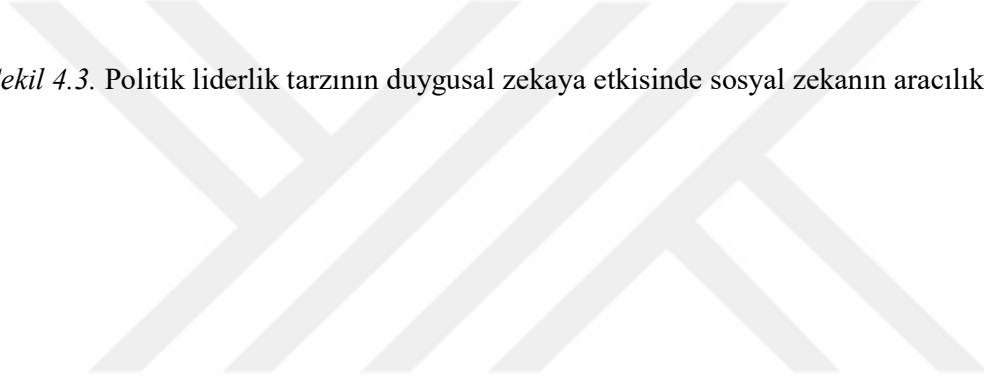 ekil 4.3. Politik liderlik tarzının duygusal zekaya etkisinde sosyal zekanın aracılık